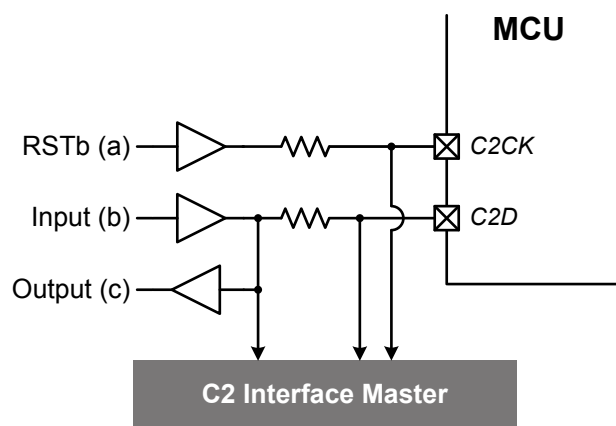 MCU
RSTb (a)
C2CK
Input (b)
C2D
Output (c)
C2 Interface Master